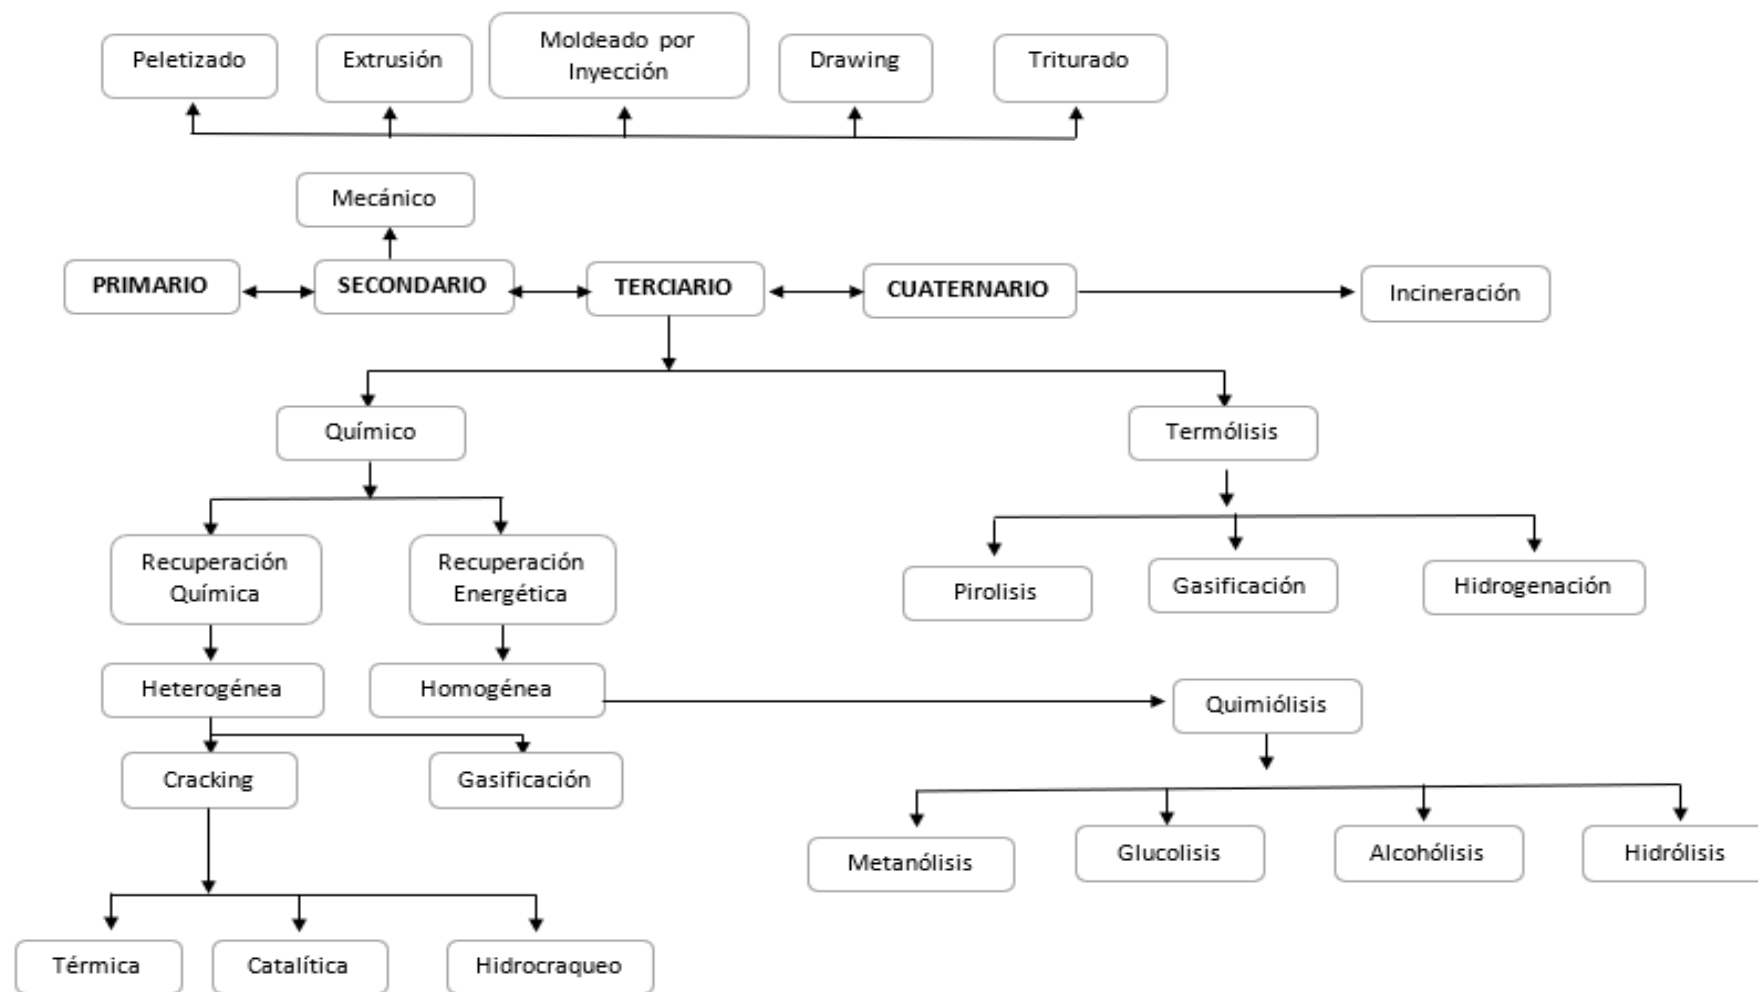 Peletizado
Extrusión
Moldeado por
Inyección
Drawing
Triturado
Mecánico
PRIMARIO
SECONDARIO
TERCIARIO
CUATERNARIO
Incineración
Químico
Termólisis
Recuperación
Química
Recuperación
Energética
Pirolisis
Gasificación
Hidrogenación
Heterogénea
Homogénea
Quimiólisis
Cracking
Gasificación
Metanólisis
Glucolisis
Alcohólisis
Hidrólisis
Térmica
Catalítica
Hidrocraqueo